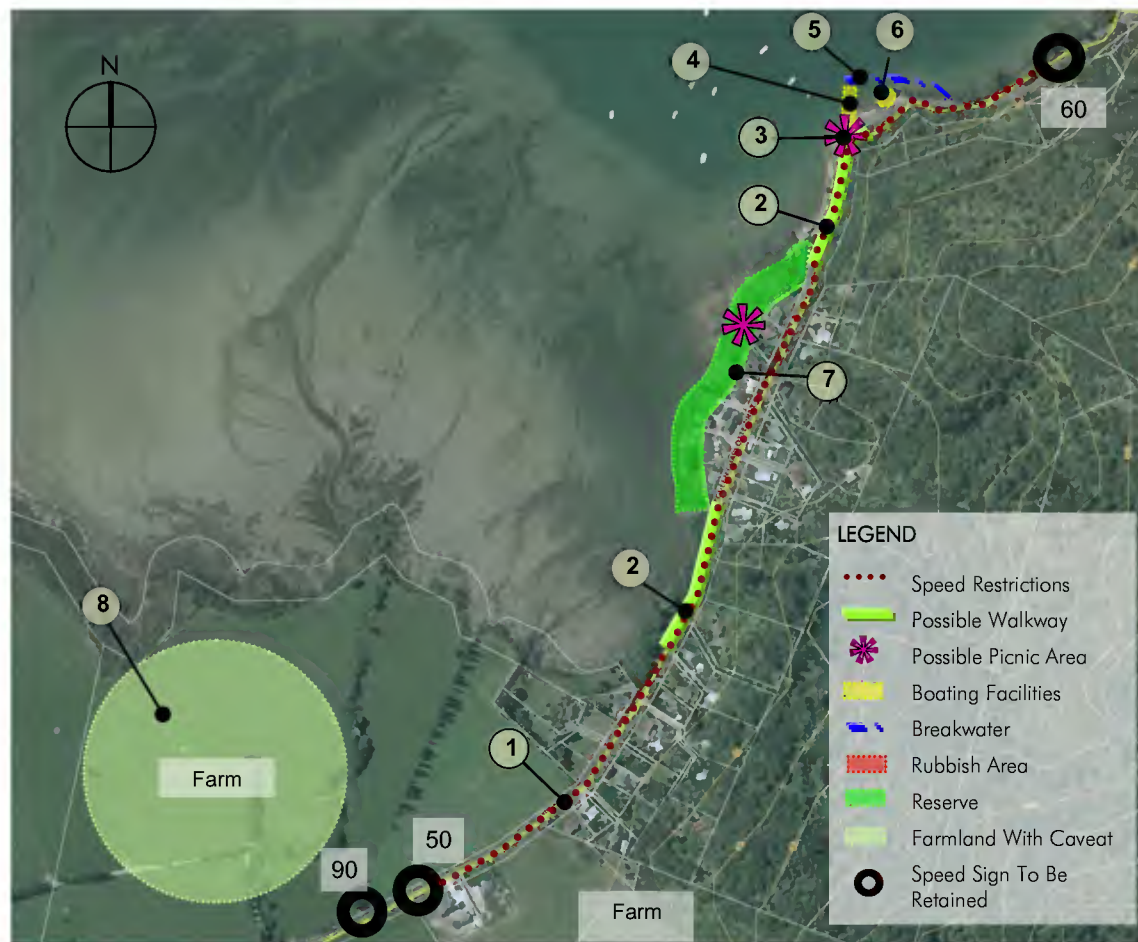 N
5
6
4
60
3
2
7
LEGEND
Speed Restrictions
Possible Walkway
Possible Picnic Area
Boating Facilities
Breakwater
Rubbish Area
Reserve
Farmland With Caveat
Speed Sign To Be
Retained
2
8
Farm
1
50
90
Farm